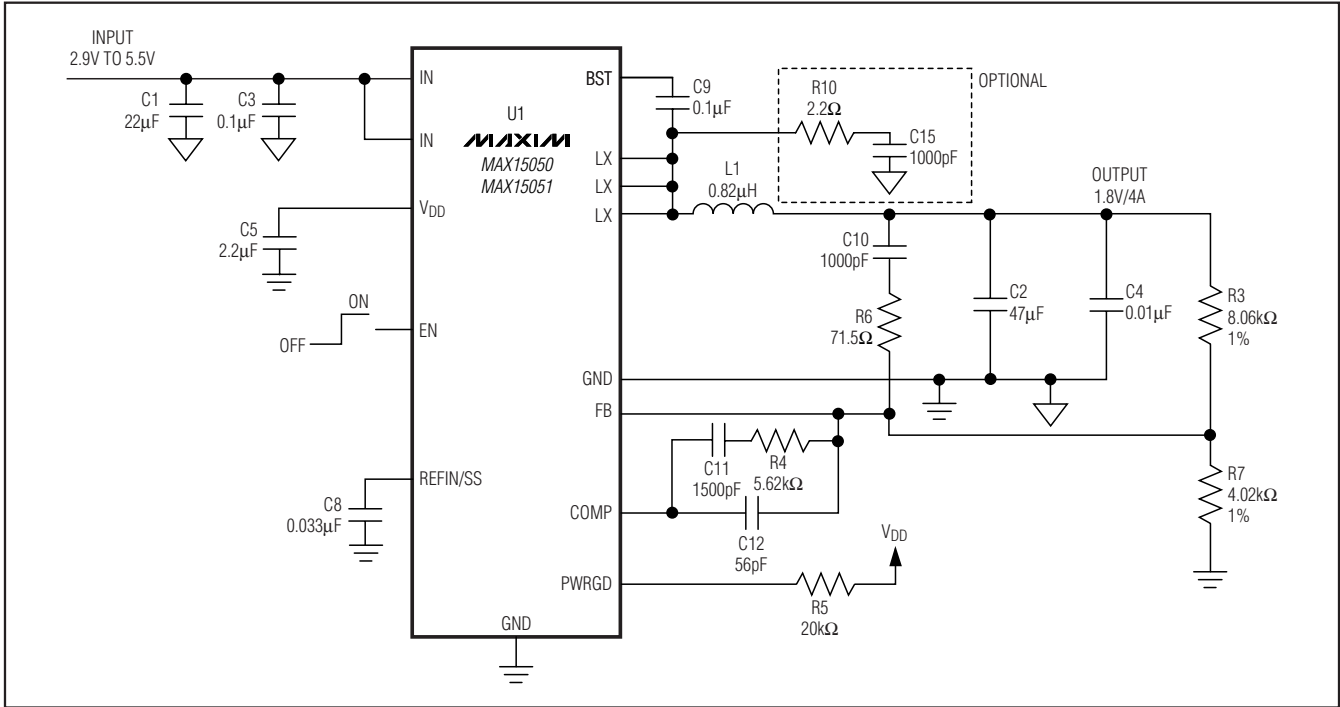 INPUT
2.9V TO 5.5V
C1
22μF
C3
0.1μF
IN
IN
U1
MAXIM
MAX15050
MAX15051
BST
C9
0.1μF
R10
2.2Ω
C15
1000pF
OPTIONAL
LX
LX
LX
L1
0.82μH
OUTPUT
1.8V/4A
VDD
C5
2.2μF
C10
1000pF
R6
71.5Ω
C2
47μF
C4
0.01μF
R3
8.06kΩ
1%
ON
OFF
EN
GND
FB
C11
1500pF
R4
5.62kΩ
R7
4.02kΩ
1%
REFIN/SS
C8
0.033μF
COMP
C12
56pF
VDD
PWRGD
R5
20kΩ
GND